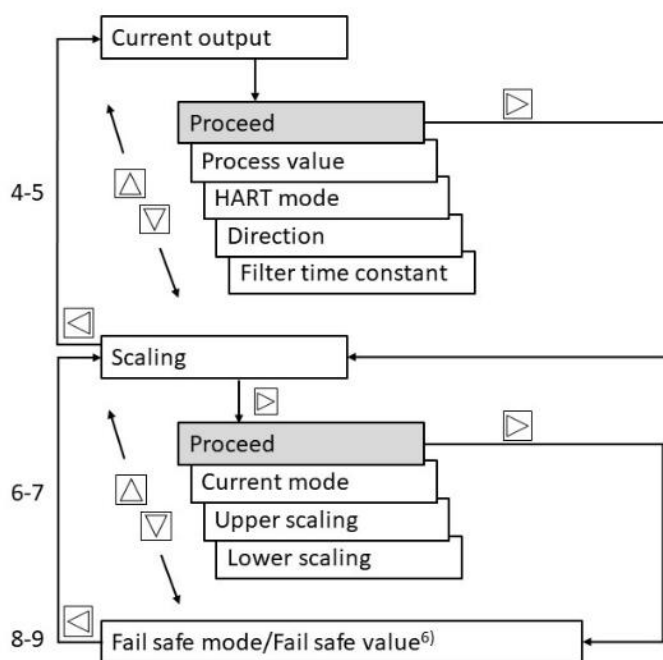 Current output
Proceed
Process value
HART mode
4-5
Direction
Filter time constant
Scaling
Proceed
Current mode
6-7
Upper scaling
Lower scaling
8-9
Fail safe mode/Fail safe value⁶⁾